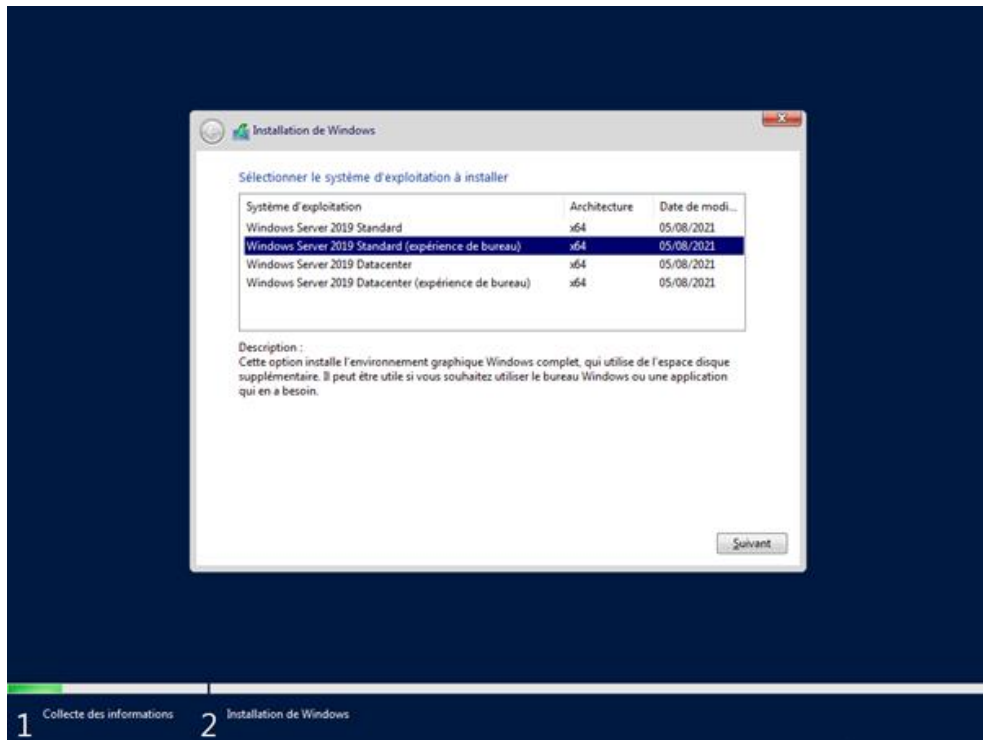 Installation de Windows
Sélectionner le système d'exploitation à installer
Système d'exploitation Architecture Date de modi...
Windows Server 2019 Standard x64 05/08/2021
Windows Server 2019 Standard (expérience de bureau) x64 05/08/2021
Windows Server 2019 Datacenter x64 05/08/2021
Windows Server 2019 Datacenter (expérience de bureau) x64 05/08/2021
Description :
Cette option installe l'environnement graphique Windows complet, qui utilise de l'espace disque
supplémentaire. Il peut être utile si vous souhaitez utiliser le bureau Windows ou une application
qui en a besoin.
Suivant
1 Collecte des informations 2 Installation de Windows